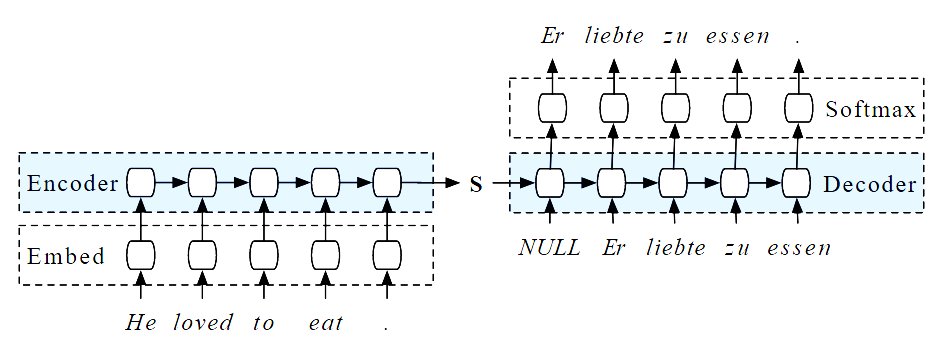 Er liebte zu essen .
Softmax
Encoder
S
Decoder
Embed
NULL Er liebte zu essen
He loved to eat .